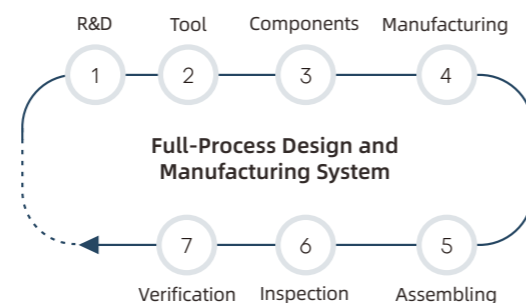 R&D Tool Components Manufacturing
1 2 3 4
Full-Process Design and
Manufacturing System
7 6 5
Verification Inspection Assembling